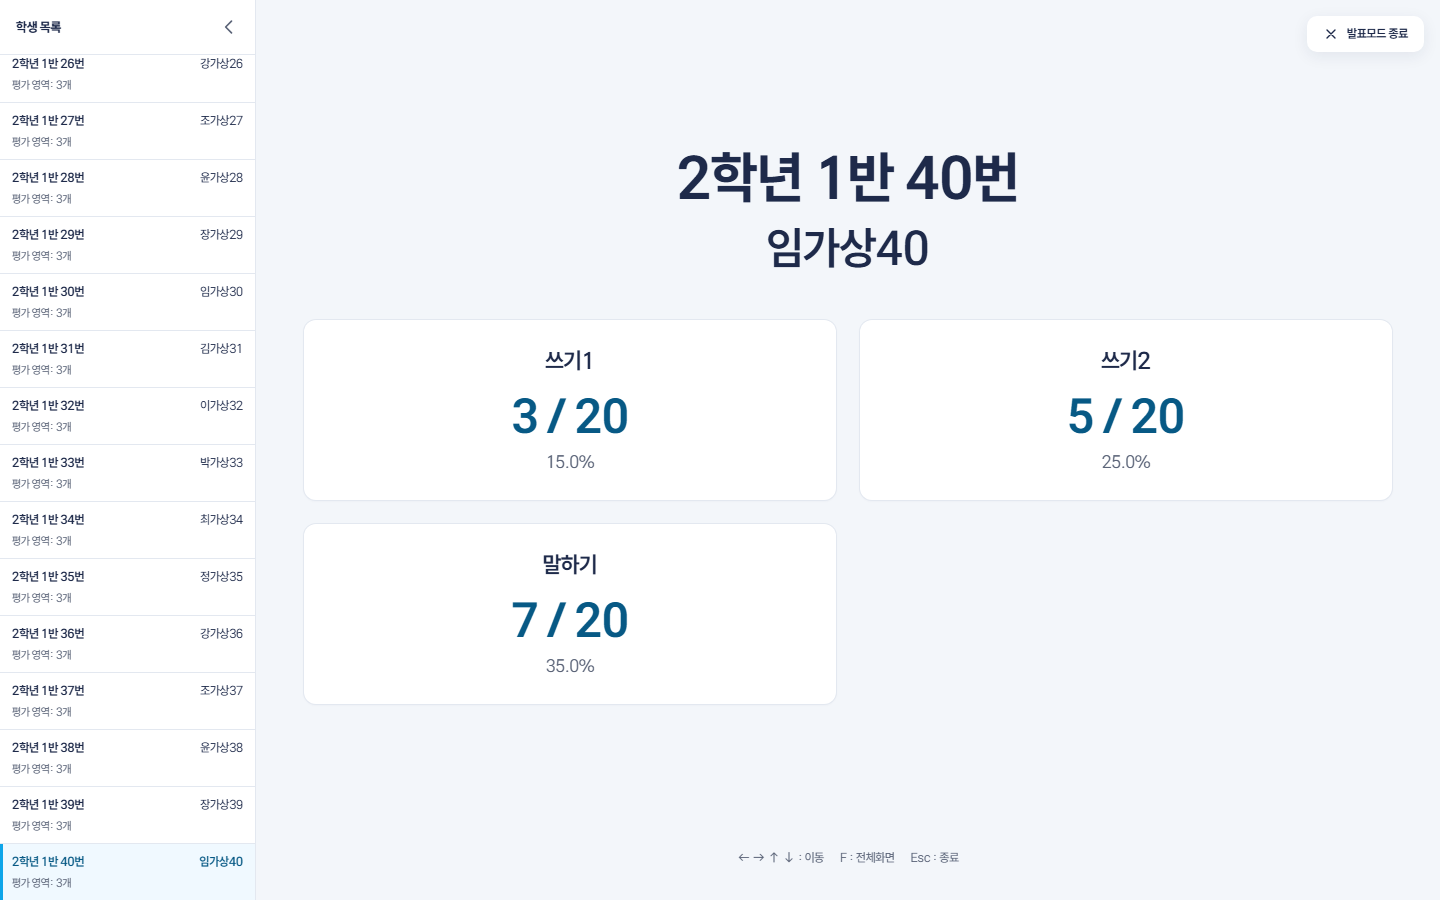 학생 목록
2학년 1반 26번 강가상26
평가 영역: 3개
2학년 1반 27번 조가상27
평가 영역: 3개
2학년 1반 28번 윤가상28
평가 영역: 3개
2학년 1반 29번 장가상29
평가 영역: 3개
2학년 1반 30번 임가상30
평가 영역: 3개
2학년 1반 31번 김가상31
평가 영역: 3개
2학년 1반 32번 이가상32
평가 영역: 3개
2학년 1반 33번 박가상33
평가 영역: 3개
2학년 1반 34번 최가상34
평가 영역: 3개
2학년 1반 35번 정가상35
평가 영역: 3개
2학년 1반 36번 강가상36
평가 영역: 3개
2학년 1반 37번 조가상37
평가 영역: 3개
2학년 1반 38번 윤가상38
평가 영역: 3개
2학년 1반 39번 장가상39
평가 영역: 3개
2학년 1반 40번 임가상40
평가 영역: 3개
발표모드 종료
2학년 1반 40번
임가상40
쓰기1
3 / 20
15.0%
쓰기2
5 / 20
25.0%
말하기
7 / 20
35.0%
← → ↑ ↓ : 이동 F : 전체화면 Esc : 종료